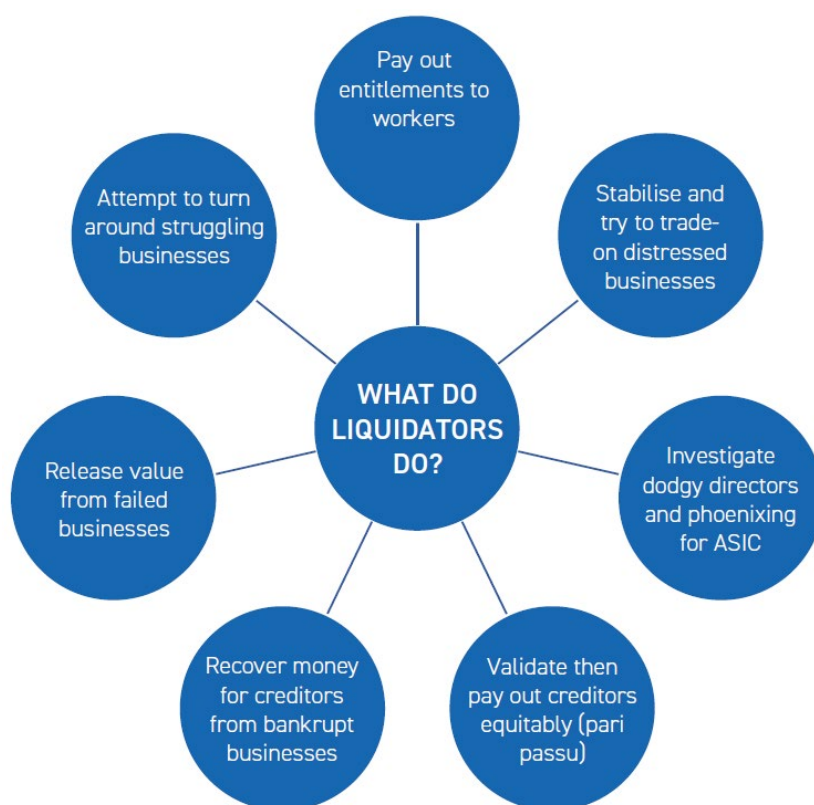 Pay out
entitlements to
workers
Attempt to turn
around struggling
businesses
Stabilise and
try to trade-
on distressed
businesses
WHAT DO
LIQUIDATORS
DO?
Release value
from failed
businesses
Investigate
dodgy directors
and phoenixing
for ASIC
Recover money
for creditors
from bankrupt
businesses
Validate then
pay out creditors
equitably (pari
passu)